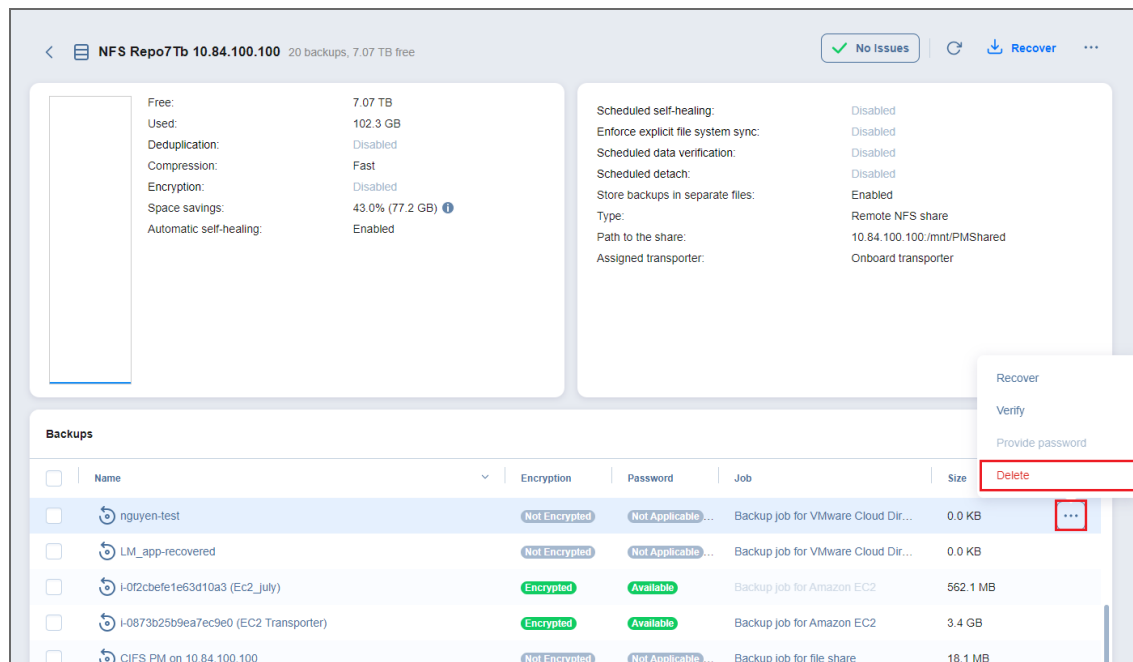 NFS Repo7Tb 10.84.100.100 20 backups, 7.07 TB free
No Issues
Recover
Free: 7.07 TB
Used: 102.3 GB
Deduplication: Disabled
Compression: Fast
Encryption: Disabled
Space savings: 43.0% (77.2 GB)
Automatic self-healing: Enabled
Scheduled self-healing: Disabled
Enforce explicit file system sync: Disabled
Scheduled data verification: Disabled
Scheduled detach: Disabled
Store backups in separate files: Enabled
Type: Remote NFS share
Path to the share: 10.84.100.100:/mnt/PMShared
Assigned transporter: Onboard transporter
Recover
Verify
Provide password
Delete
Backups
Name Encryption Password Job Size
nguyen-test Not Encrypted Not Applicable... Backup job for VMware Cloud Dir... 0.0 KB
LM_app-recovered Not Encrypted Not Applicable... Backup job for VMware Cloud Dir... 0.0 KB
i-0f2cbefe1e63d10a3 (Ec2_july) Encrypted Available Backup job for Amazon EC2 562.1 MB
i-0873b25b9ea7ec9e0 (EC2 Transporter) Encrypted Available Backup job for Amazon EC2 3.4 GB
CIFS PM on 10.84.100.100 Not Encrypted Not Applicable... Backup job for file share 18.1 MB